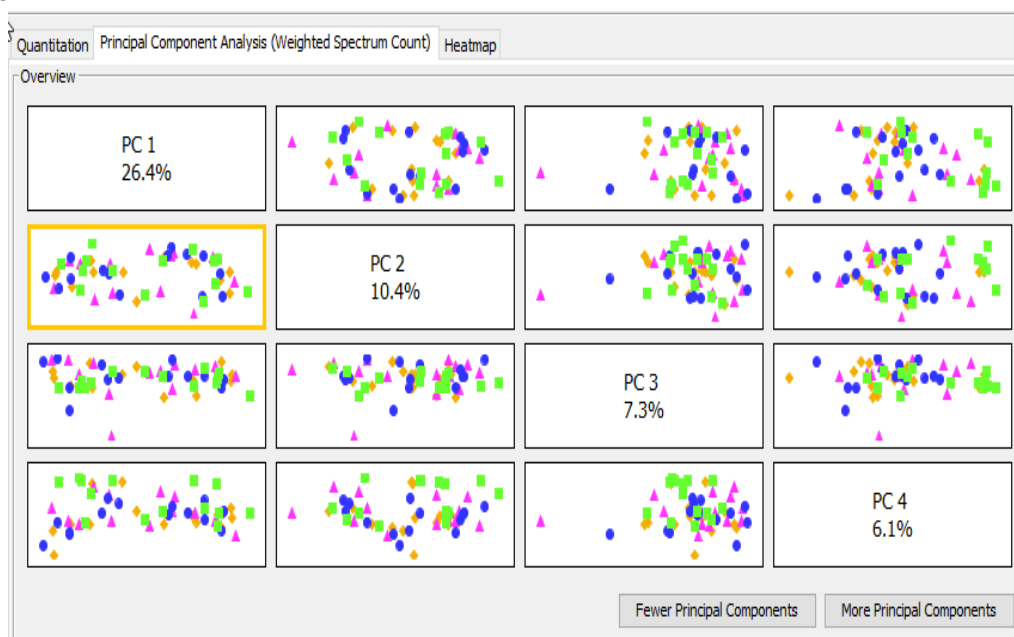 Quantitation Principal Component Analysis (Weighted Spectrum Count) Heatmap
Overview
PC 1
26.4%
PC 2
10.4%
PC 3
7.3%
PC 4
6.1%
Fewer Principal Components More Principal Components